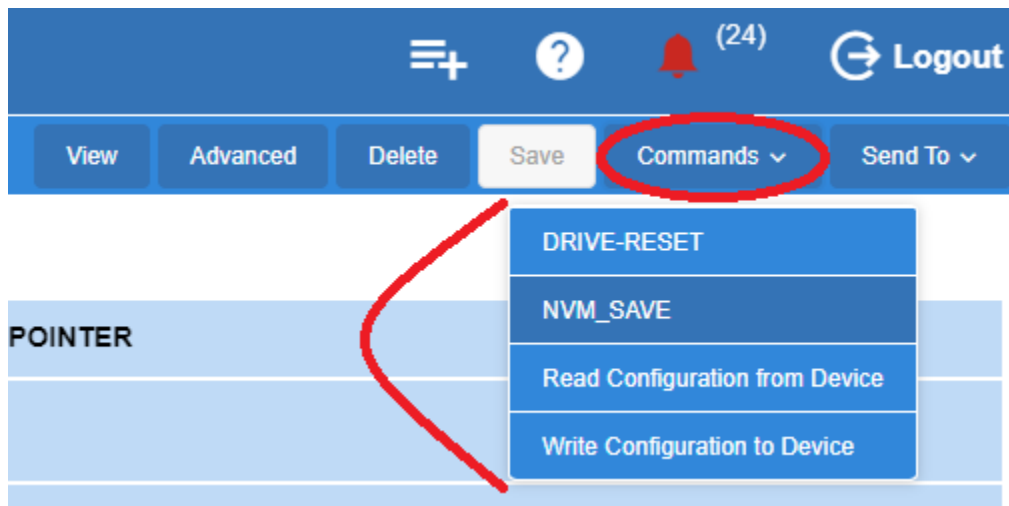 (24) Logout
View Advanced Delete Save Commands Send To
DRIVE-RESET
NVM_SAVE
POINTER
Read Configuration from Device
Write Configuration to Device